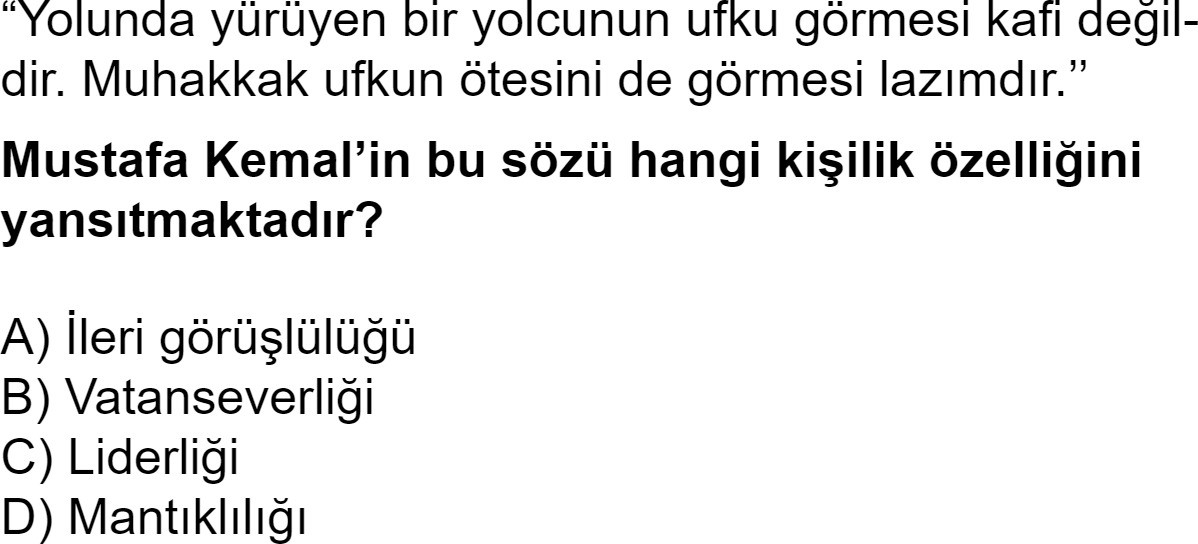 “Yolunda yürüyen bir yolcunun ufku görmesi kafi değil-
dir. Muhakkak ufkun ötesini de görmesi lazımdır.’’
Mustafa Kemal’in bu sözü hangi kişilik özelliğini
yansıtmaktadır?
A) İleri görüşlülüğü
B) Vatanseverliği
C) Liderliği
D) Mantıklılığı